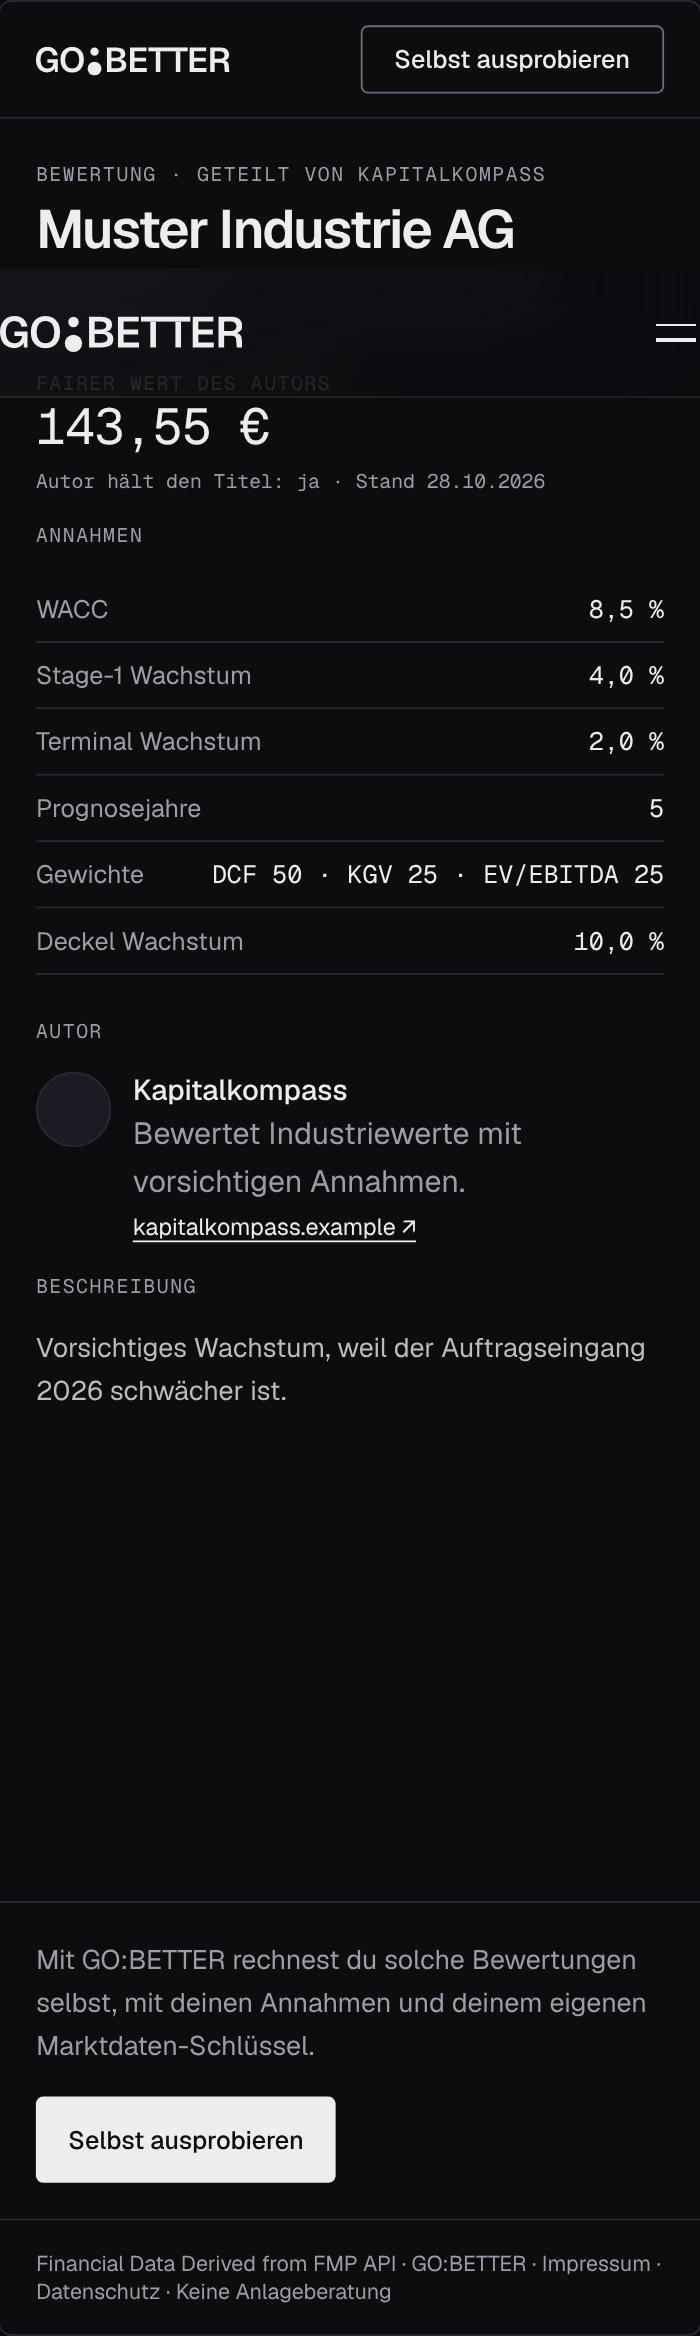 GO:BETTER
Selbst ausprobieren
BEWERTUNG · GETEILT VON KAPITALKOMPASS
Muster Industrie AG
GO:BETTER
FAIRER WERT DES AUTORS
143,55 €
Autor hält den Titel: ja · Stand 28.10.2026
ANNAHMEN
WACC 8,5 %
Stage-1 Wachstum 4,0 %
Terminal Wachstum 2,0 %
Prognosejahre 5
Gewichte DCF 50 · KGV 25 · EV/EBITDA 25
Deckel Wachstum 10,0 %
AUTOR
Kapitalkompass
Bewertet Industriewerte mit
vorsichtigen Annahmen.
kapitalkompass.example ↗
BESCHREIBUNG
Vorsichtiges Wachstum, weil der Auftragseingang
2026 schwächer ist.
Mit GO:BETTER rechnest du solche Bewertungen
selbst, mit deinen Annahmen und deinem eigenen
Marktdaten-Schlüssel.
Selbst ausprobieren
Financial Data Derived from FMP API · GO:BETTER · Impressum ·
Datenschutz · Keine Anlageberatung